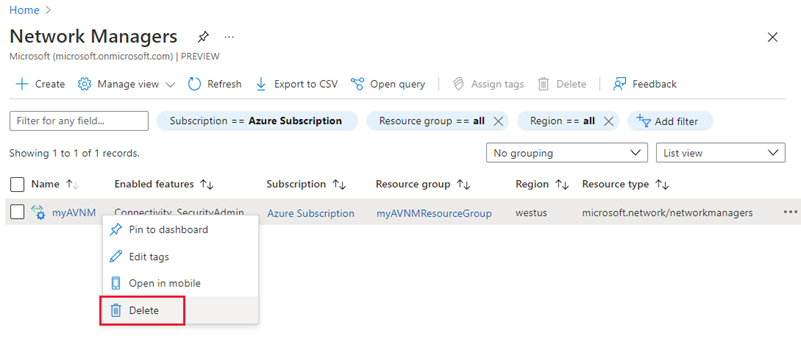 Home >
Network Managers ...
Microsoft (microsoft.onmicrosoft.com) | PREVIEW
+ Create Manage view Refresh Export to CSV Open query Assign tags Delete Feedback
Filter for any field... Subscription == Azure Subscription Resource group == all Region == all Add filter
Showing 1 to 1 of 1 records. No grouping List view
Name ↑↓ Enabled features ↑↓ Subscription ↑↓ Resource group ↑↓ Region ↑↓ Resource type ↑↓
myAVNM Connectivity, SecurityAdmin Azure Subscription myAVNMResourceGroup westus microsoft.network/networkmanagers ...
Pin to dashboard
Edit tags
Open in mobile
Delete